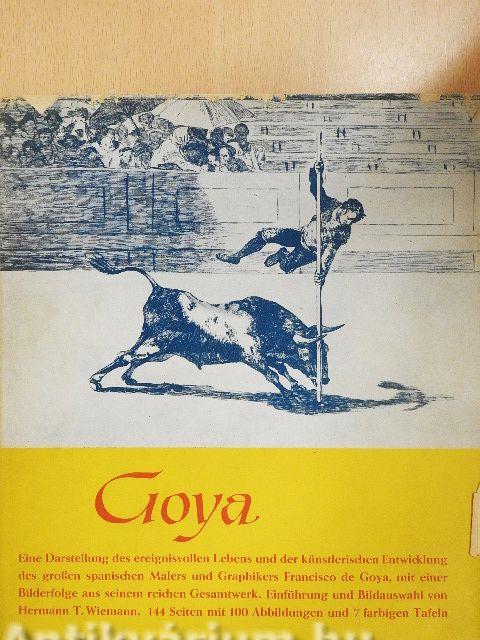 Goya
Eine Darstellung des ereignisvollen Lebens und der künstlerischen Entwicklung
des großen spanischen Malers und Graphikers Francisco de Goya, mit einer
Bilderfolge aus seinem reichen Gesamtwerk. Einführung und Bildauswahl von
Hermann T. Wiemann. 144 Seiten mit 100 Abbildungen und 7 farbigen Tafeln
Antikvárium.hu